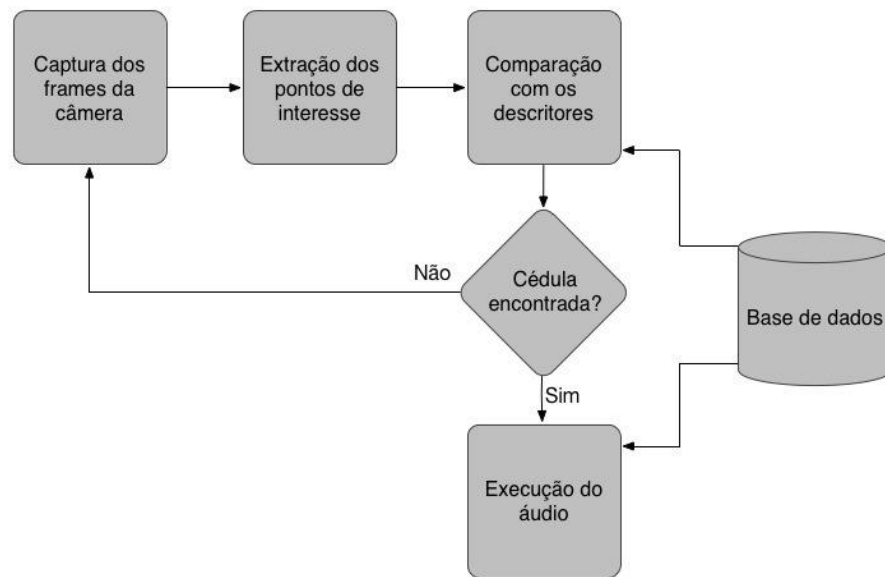 Captura dos
frames da
câmera
Extração dos
pontos de
interesse
Comparação
com os
descritores
Não
Cédula
encontrada?
Base de dados
Sim
Execução do
áudio